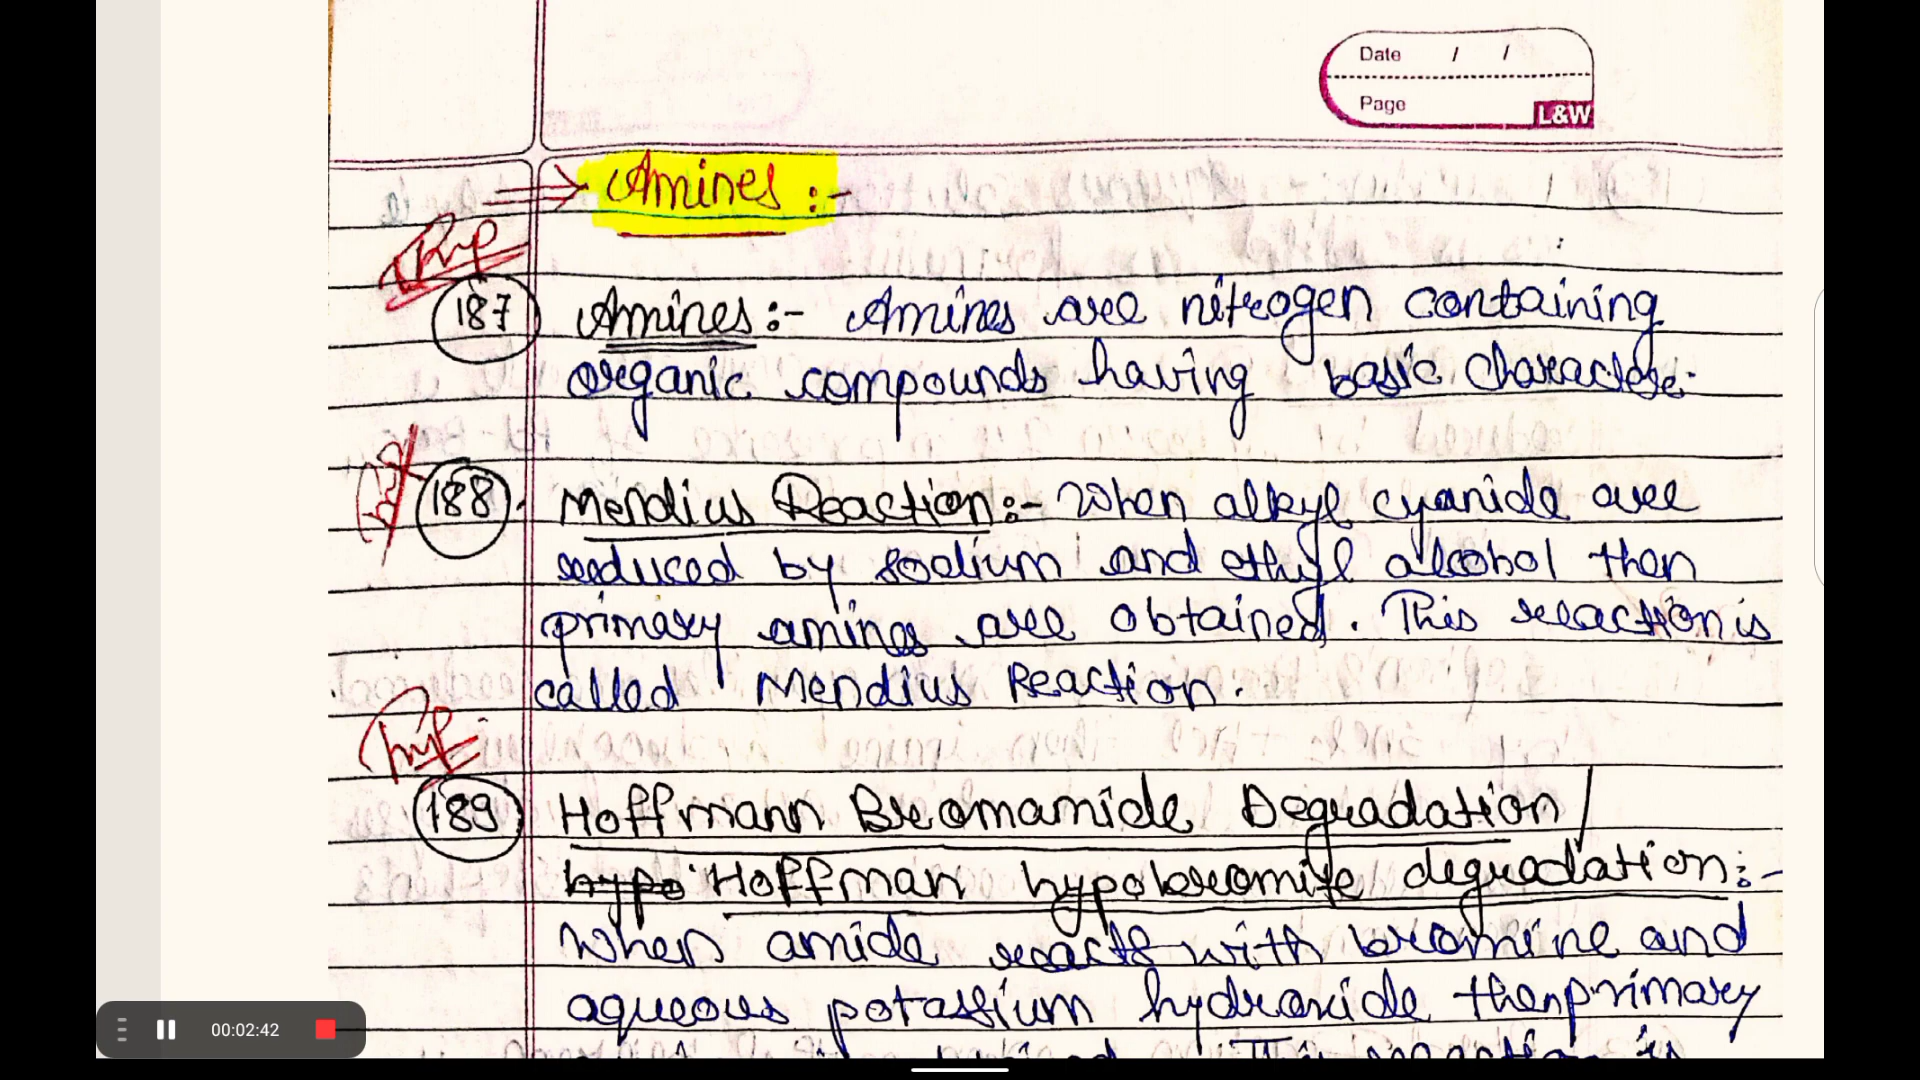 Date / /
Page
L&W
⇒ Amines :-
Imp
187 Amines :- Amines are nitrogen containing
organic compounds having basic character.
188. Mendius Reaction :- When alkyl cyanide are
reduced by sodium and ethyl alcohol then
primary amines are obtained. This reaction is
called Mendius Reaction.
Imp
189 Hoffmann Bromamide Degradation /
hypo Hoffman hypobromite degradation :-
When amide reacts with bromine and
aqueous potassium hydroxide then primary
This reaction is
00:02:42